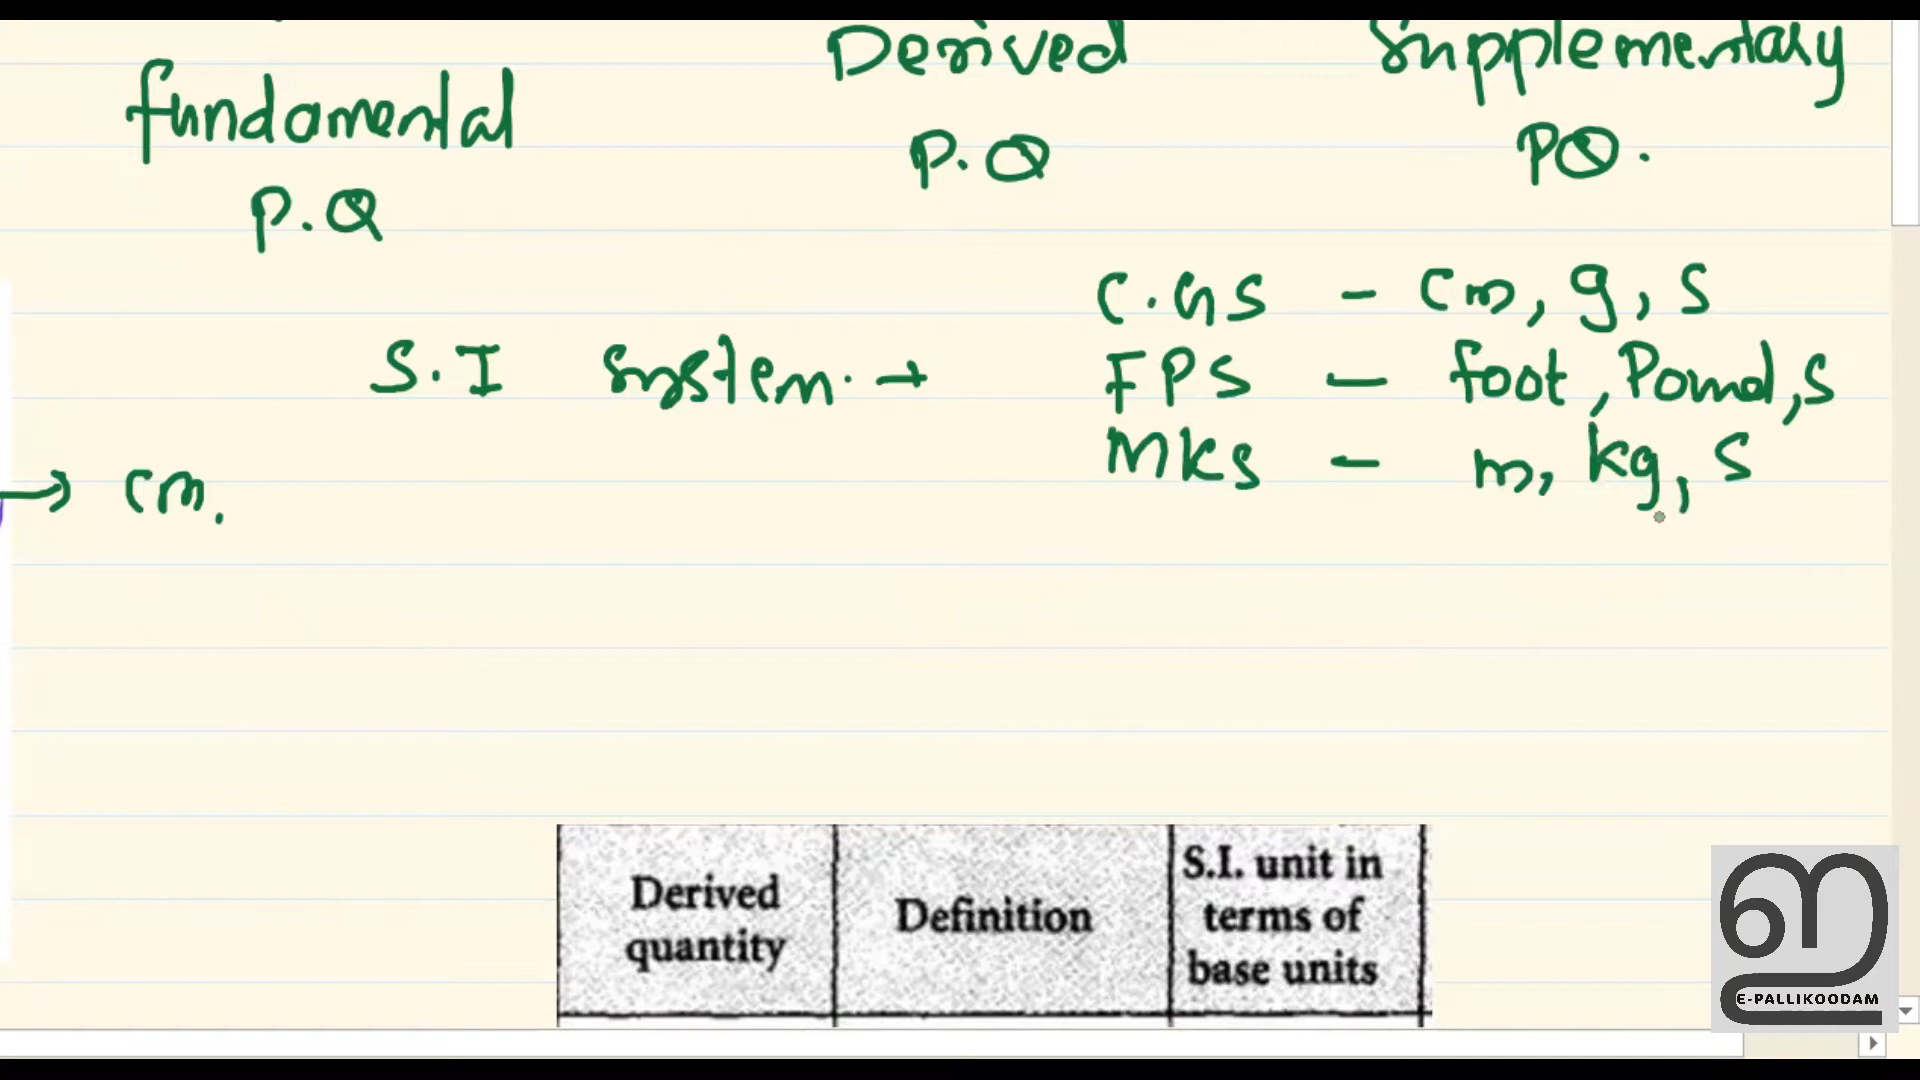 fundamental
P.Q
Derived
P.Q
Supplementary
PQ.
C.GS - cm, g, s
S.I system. →
FPS - foot, Pound, s
MKS - m, kg, s
→ cm.
Derived
quantity
Definition
S.I. unit in
terms of
base units
ഈ
E-PALLIKOODAM